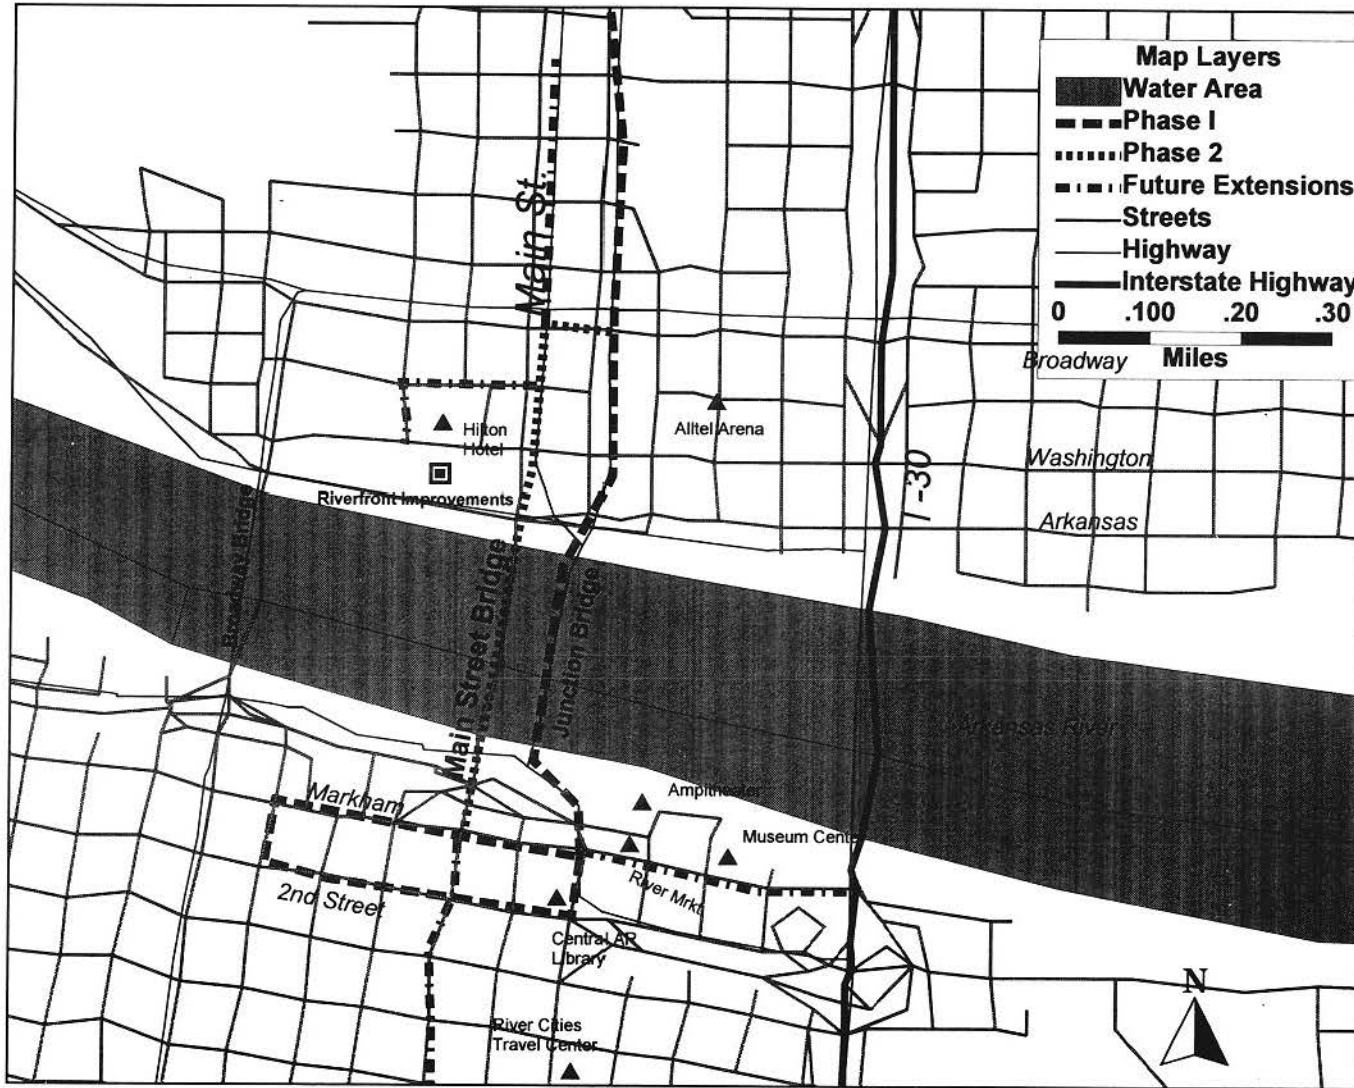 Map Layers
Water Area
Phase I
Phase 2
Future Extensions
Streets
Highway
Interstate Highway
0 .100 .20 .30
Miles
Broadway
Main St.
Hilton
Hotel
Alltel Arena
Washington
I-30
Riverfront Improvements
Arkansas
Broadway Bridge
Main Street Bridge
Junction Bridge
Arkansas River
Markham
Ampitheater
Museum Cente
River Mrkt
2nd Street
Central AR
Library
N
River Cities
Travel Center